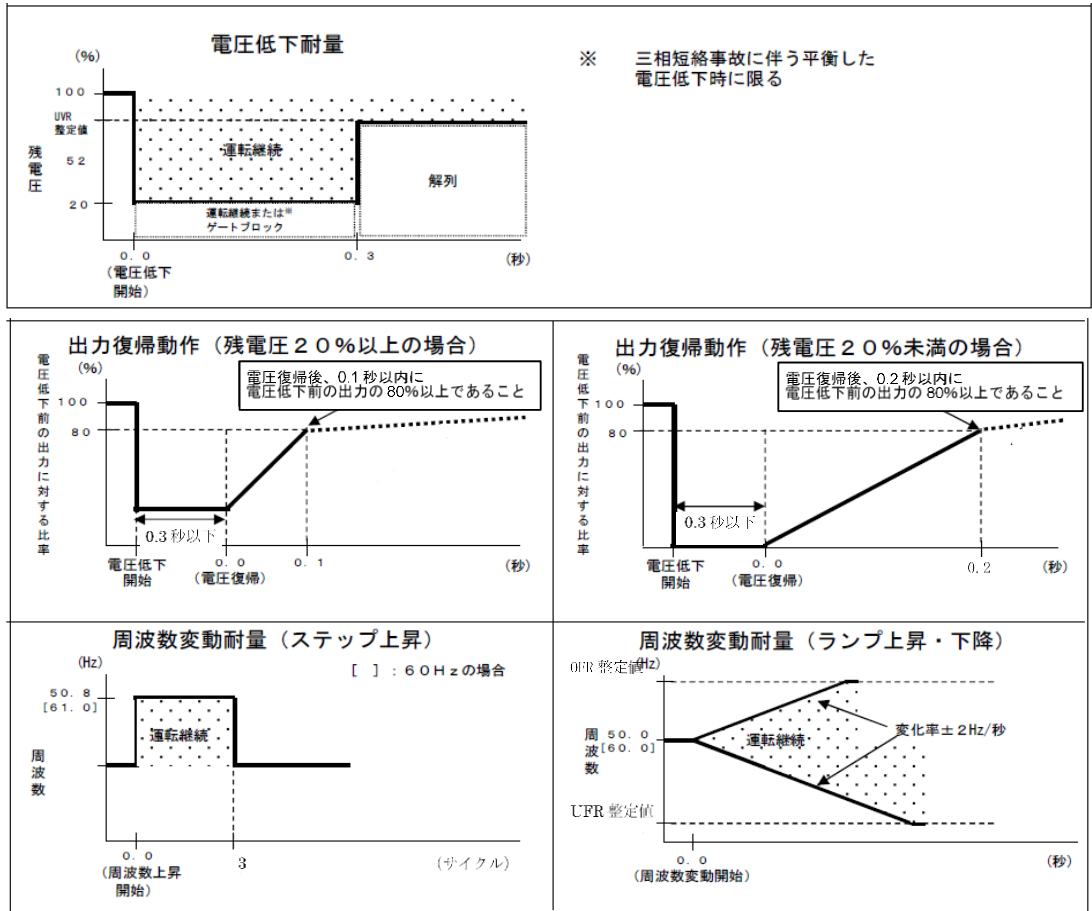 電圧低下耐量
(%)
100
UVR
整定値
残電圧
52
20
運転継続
運転継続または※
ゲートブロック
解列
0.0
(電圧低下
開始)
0.3
(秒)
※ 三相短絡事故に伴う平衡した
電圧低下時に限る
出力復帰動作(残電圧20%以上の場合)
電圧低下前の出力に対する比率
(%)
100
80
電圧復帰後、0.1秒以内に
電圧低下前の出力の80%以上であること
0.3秒以下
電圧低下
開始
0.0
(電圧復帰)
0.1
(秒)
出力復帰動作(残電圧20%未満の場合)
電圧低下前の出力に対する比率
(%)
100
80
電圧復帰後、0.2秒以内に
電圧低下前の出力の80%以上であること
0.3秒以下
電圧低下
開始
0.0
(電圧復帰)
0.2
(秒)
周波数変動耐量(ステップ上昇)
(Hz)
[ ]:60Hzの場合
50.8
[61.0]
周波数
運転継続
0.0
(周波数上昇
開始)
3
(サイクル)
周波数変動耐量(ランプ上昇・下降)
OFR 整定値
(Hz)
周波数
50.0
[60.0]
運転継続
変化率±2Hz/秒
UFR 整定値
0.0
(周波数変動開始)
(秒)